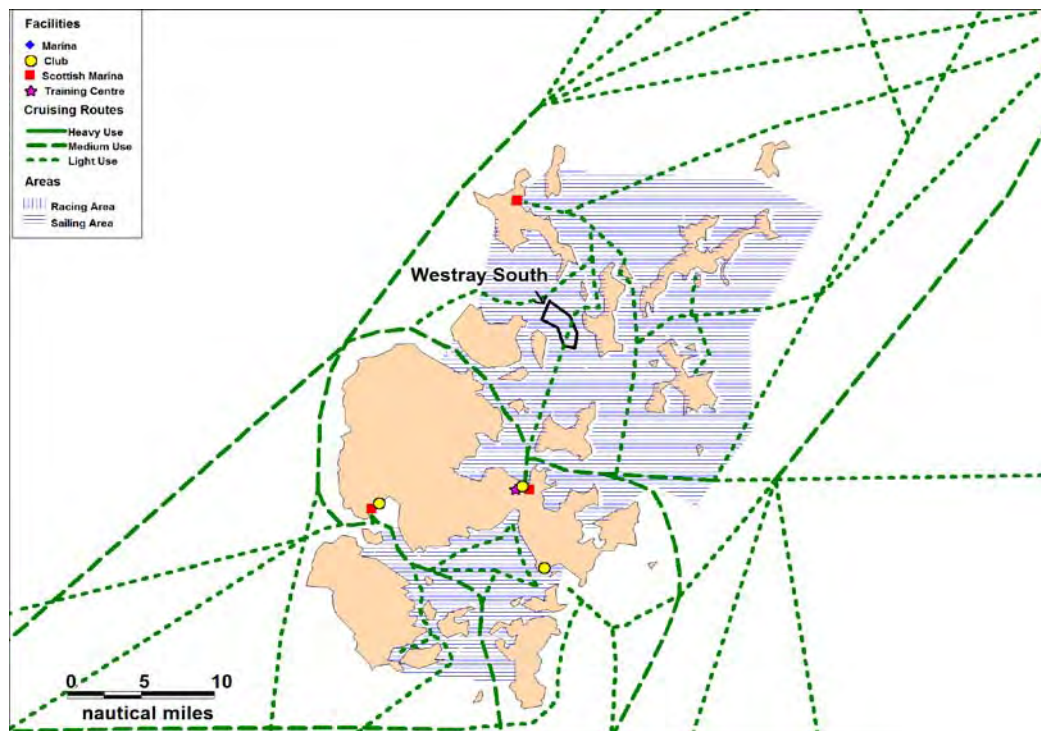 Facilities
Marina
Club
Scottish Marina
Training Centre
Cruising Routes
Heavy Use
Medium Use
Light Use
Areas
Racing Area
Sailing Area
Westray South
0 5 10
nautical miles